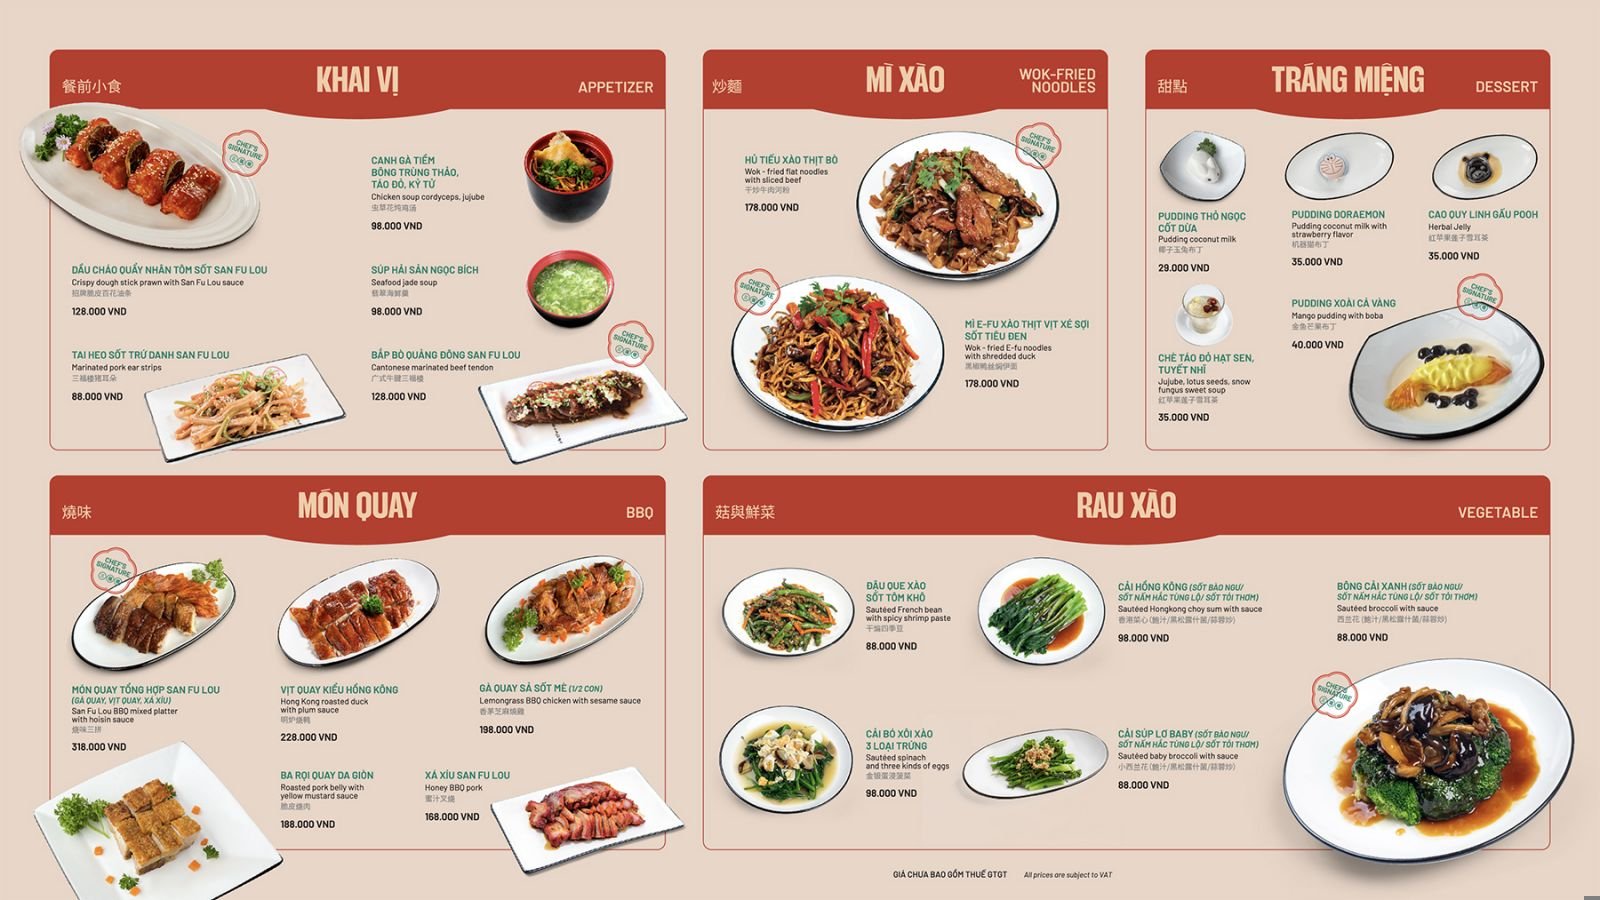 餐前小食
KHAI VỊ
APPETIZER
CHEF'S
SIGNATURE
DẦU CHÁO QUẨY NHÂN TÔM SỐT SAN FU LOU
Crispy dough stick prawn with San Fu Lou sauce
招牌脆皮百花油条
128.000 VND
CANH GÀ TIỀM
BÔNG TRÙNG THẢO,
TÁO ĐỎ, KỶ TỬ
Chicken soup cordyceps, jujube
虫草花炖鸡汤
98.000 VND
SÚP HẢI SẢN NGỌC BÍCH
Seafood jade soup
翡翠海鲜羹
98.000 VND
TAI HEO SỐT TRỨ DANH SAN FU LOU
Marinated pork ear strips
三福楼猪耳朵
88.000 VND
BẮP BÒ QUẢNG ĐÔNG SAN FU LOU
Cantonese marinated beef tendon
广式牛腱三福楼
128.000 VND
CHEF'S
SIGNATURE
炒麵
MÌ XÀO
WOK-FRIED
NOODLES
HỦ TIẾU XÀO THỊT BÒ
Wok - fried flat noodles
with sliced beef
干炒牛肉河粉
178.000 VND
CHEF'S
SIGNATURE
CHEF'S
SIGNATURE
MÌ E-FU XÀO THỊT VỊT XÉ SỢI
SỐT TIÊU ĐEN
Wok - fried E-fu noodles
with shredded duck
黑椒鸭丝焖伊面
178.000 VND
甜點
TRÁNG MIỆNG
DESSERT
PUDDING THỎ NGỌC
CỐT DỪA
Pudding coconut milk
椰子玉兔布丁
29.000 VND
PUDDING DORAEMON
Pudding coconut milk with
strawberry flavor
机器猫布丁
35.000 VND
CAO QUY LINH GẤU POOH
Herbal Jelly
红苹果莲子雪耳茶
35.000 VND
CHÈ TÁO ĐỎ HẠT SEN,
TUYẾT NHĨ
Jujube, lotus seeds, snow
fungus sweet soup
红苹果莲子雪耳茶
35.000 VND
PUDDING XOÀI CÁ VÀNG
Mango pudding with boba
金鱼芒果布丁
40.000 VND
CHEF'S
SIGNATURE
燒味
MÓN QUAY
BBQ
CHEF'S
SIGNATURE
MÓN QUAY TỔNG HỢP SAN FU LOU
(GÀ QUAY, VỊT QUAY, XÁ XÍU)
San Fu Lou BBQ mixed platter
with hoisin sauce
烧味三拼
318.000 VND
VỊT QUAY KIỂU HỒNG KÔNG
Hong Kong roasted duck
with plum sauce
明炉烧鸭
228.000 VND
GÀ QUAY SẢ SỐT MÈ (1/2 CON)
Lemongrass BBQ chicken with sesame sauce
香茅芝麻燒雞
198.000 VND
BA RỌI QUAY DA GIÒN
Roasted pork belly with
yellow mustard sauce
脆皮烧肉
188.000 VND
XÁ XÍU SAN FU LOU
Honey BBQ pork
蜜汁叉烧
168.000 VND
菇與鮮菜
RAU XÀO
VEGETABLE
ĐẬU QUE XÀO
SỐT TÔM KHÔ
Sautéed French bean
with spicy shrimp paste
干煸四季豆
88.000 VND
CẢI HỒNG KÔNG (SỐT BÀO NGƯ/
SỐT NẤM HẮC TÙNG LỘ/ SỐT TỎI THƠM)
Sautéed Hongkong choy sum with sauce
香港菜心 (鲍汁/黑松露什菌/蒜蓉炒)
98.000 VND
BÔNG CẢI XANH (SỐT BÀO NGƯ/
SỐT NẤM HẮC TÙNG LỘ/ SỐT TỎI THƠM)
Sautéed broccoli with sauce
西兰花 (鲍汁/黑松露什菌/蒜蓉炒)
88.000 VND
CẢI BÓ XÔI XÀO
3 LOẠI TRỨNG
Sautéed spinach
and three kinds of eggs
金银蛋浸菠菜
98.000 VND
CẢI SÚP LƠ BABY (SỐT BÀO NGƯ/
SỐT NẤM HẮC TÙNG LỘ/ SỐT TỎI THƠM)
Sautéed baby broccoli with sauce
小西兰花(鲍汁/黑松露什菌/蒜蓉炒)
88.000 VND
CHEF'S
SIGNATURE
GIÁ CHƯA BAO GỒM THUẾ GTGT All prices are subject to VAT